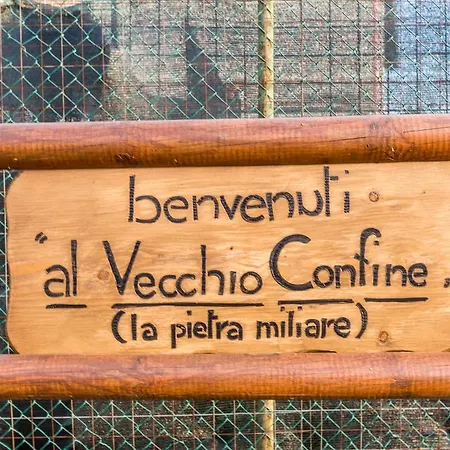 benvenuti
"al Vecchio Confine"
(la pietra miliare)